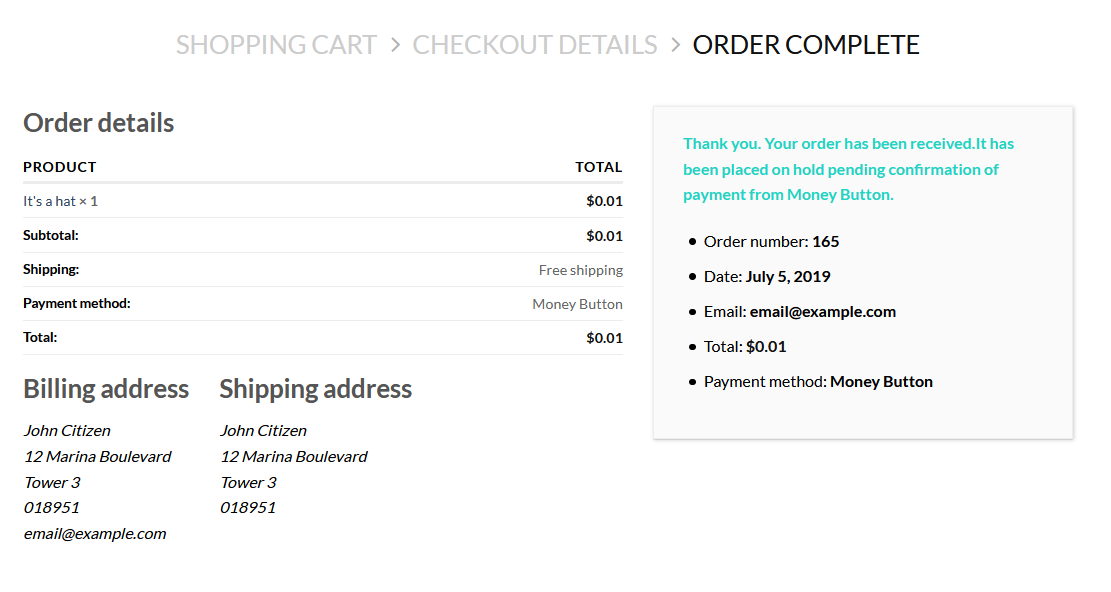 SHOPPING CART > CHECKOUT DETAILS > ORDER COMPLETE
Order details
PRODUCT TOTAL
It's a hat × 1 $0.01
Subtotal: $0.01
Shipping: Free shipping
Payment method: Money Button
Total: $0.01
Billing address
John Citizen
12 Marina Boulevard
Tower 3
018951
email@example.com
Shipping address
John Citizen
12 Marina Boulevard
Tower 3
018951
Thank you. Your order has been received.It has
been placed on hold pending confirmation of
payment from Money Button.
• Order number: 165
• Date: July 5, 2019
• Email: email@example.com
• Total: $0.01
• Payment method: Money Button